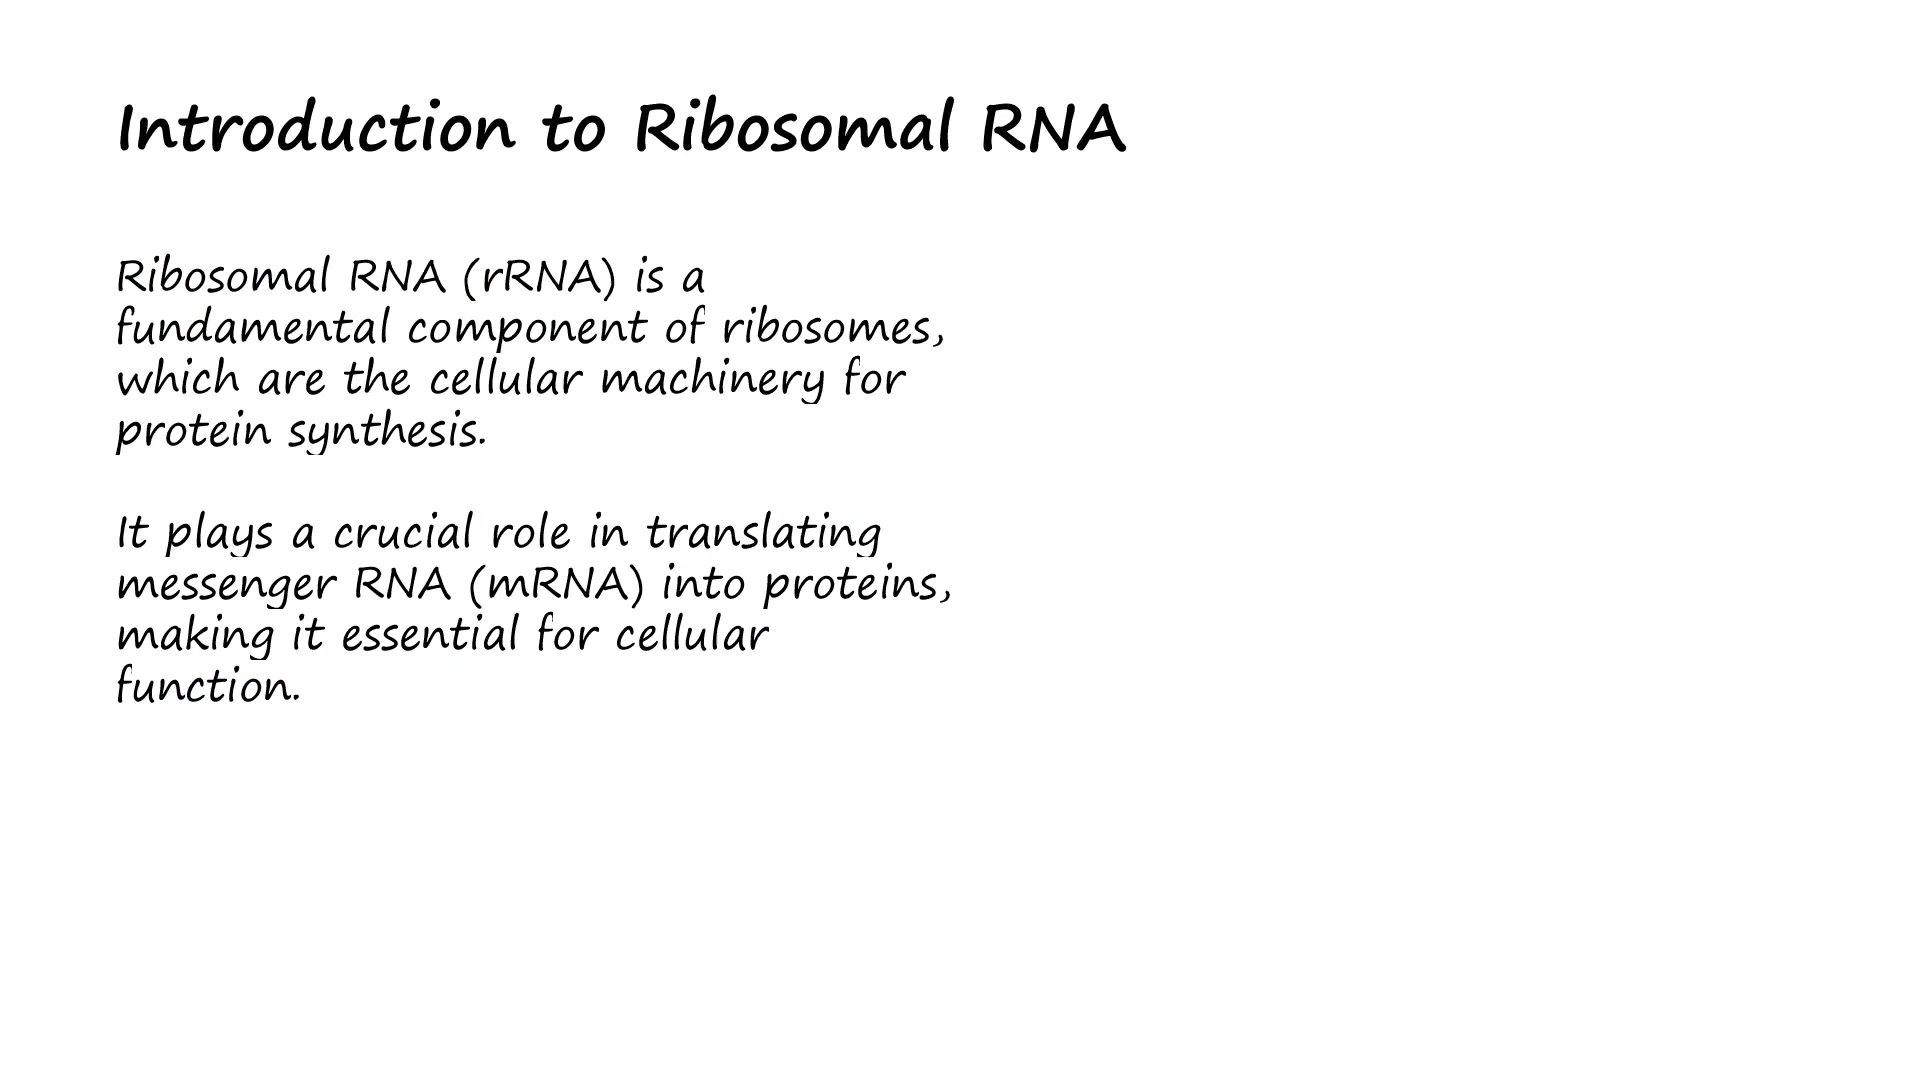 Introduction to Ribosomal RNA
Ribosomal RNA (rRNA) is a
fundamental component of ribosomes,
which are the cellular machinery for
protein synthesis.
It plays a crucial role in translating
messenger RNA (mRNA) into proteins,
making it essential for cellular
function.